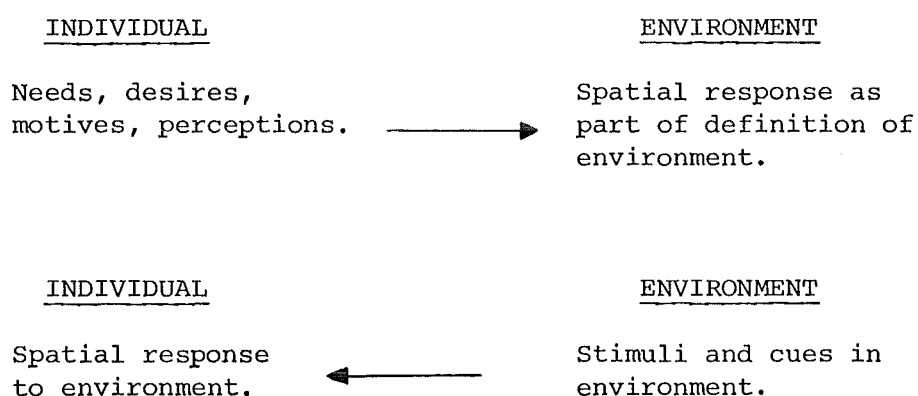 INDIVIDUAL
ENVIRONMENT
Needs, desires,
motives, perceptions.
Spatial response as
part of definition of
environment.
INDIVIDUAL
ENVIRONMENT
Spatial response
to environment.
Stimuli and cues in
environment.